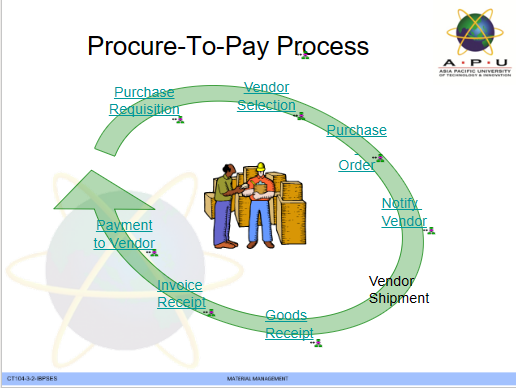 Procure-To-Pay Process
A • P • U
ASIA PACIFIC UNIVERSITY
OF TECHNOLOGY & INNOVATION
Purchase
Requisition
Vendor
Selection
Purchase
Order
Notify
Vendor
Vendor
Shipment
Goods
Receipt
Invoice
Receipt
Payment
to Vendor
CT104-3-2-IBPSES
MATERIAL MANAGEMENT